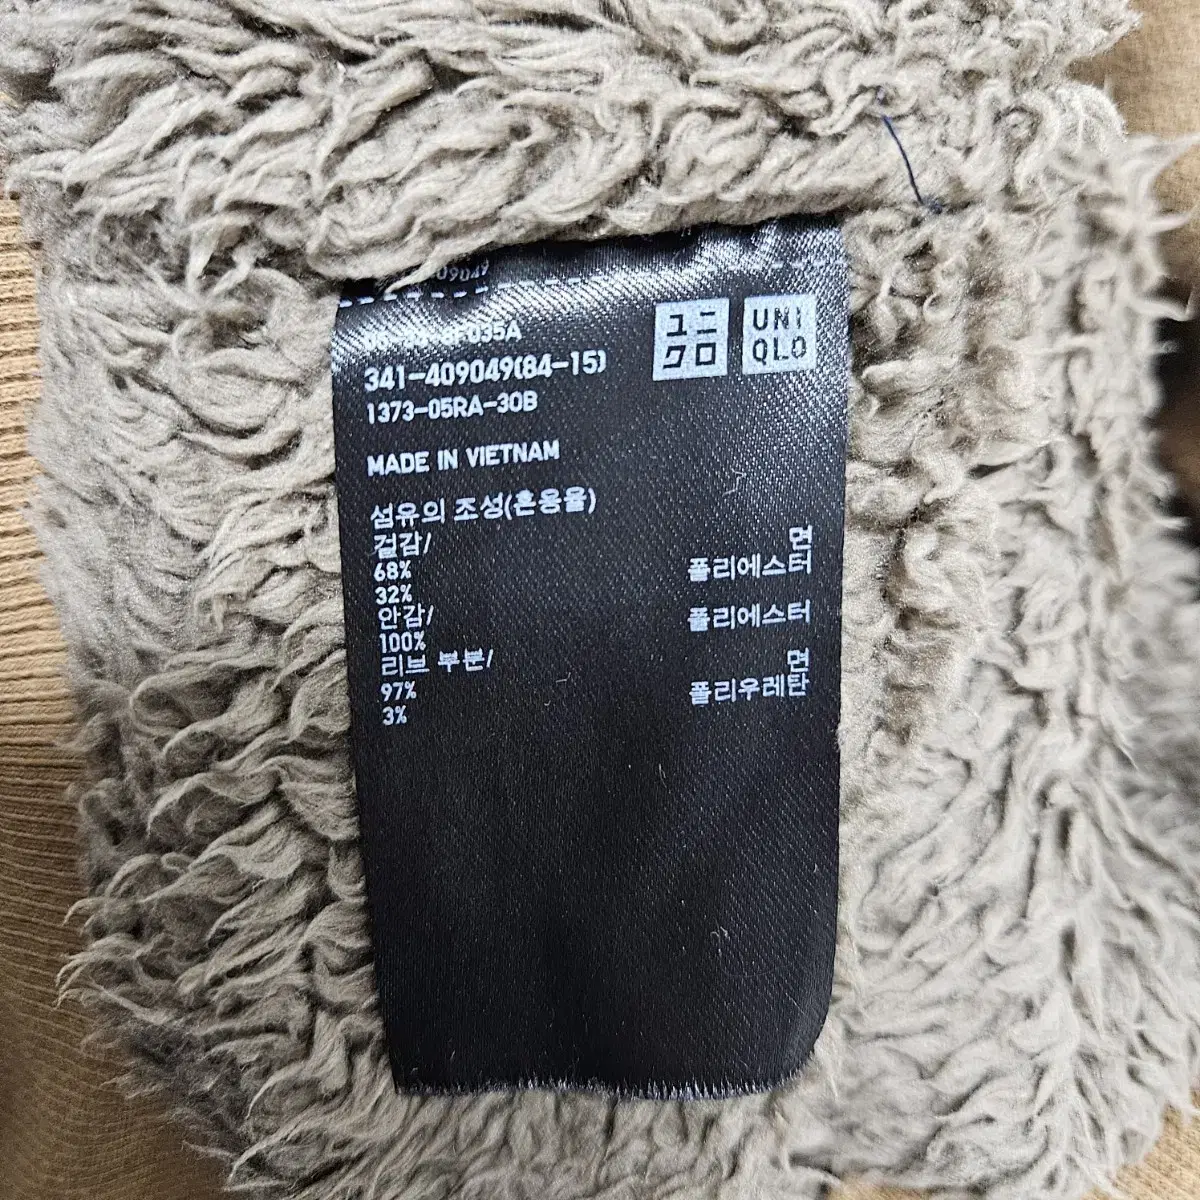 09049
ユニ
クロ
UNI
QLO
341-409049(84-15)
1373-05RA-30B
MADE IN VIETNAM
섬유의 조성(혼용율)
겉감/ 면
68% 폴리에스터
32%
안감/ 폴리에스터
100%
리브 부분/ 면
97% 폴리우레탄
3%